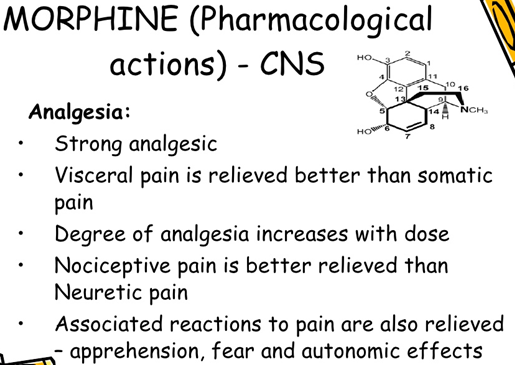 MORPHINE (Pharmacological
actions) - CNS
HO
3
2
1
4
11
10
12
15
16
O
13
9
5
14
H
NCH₃
HO
6
7
8
Analgesia:
• Strong analgesic
• Visceral pain is relieved better than somatic
pain
• Degree of analgesia increases with dose
• Nociceptive pain is better relieved than
Neuretic pain
• Associated reactions to pain are also relieved
– apprehension, fear and autonomic effects